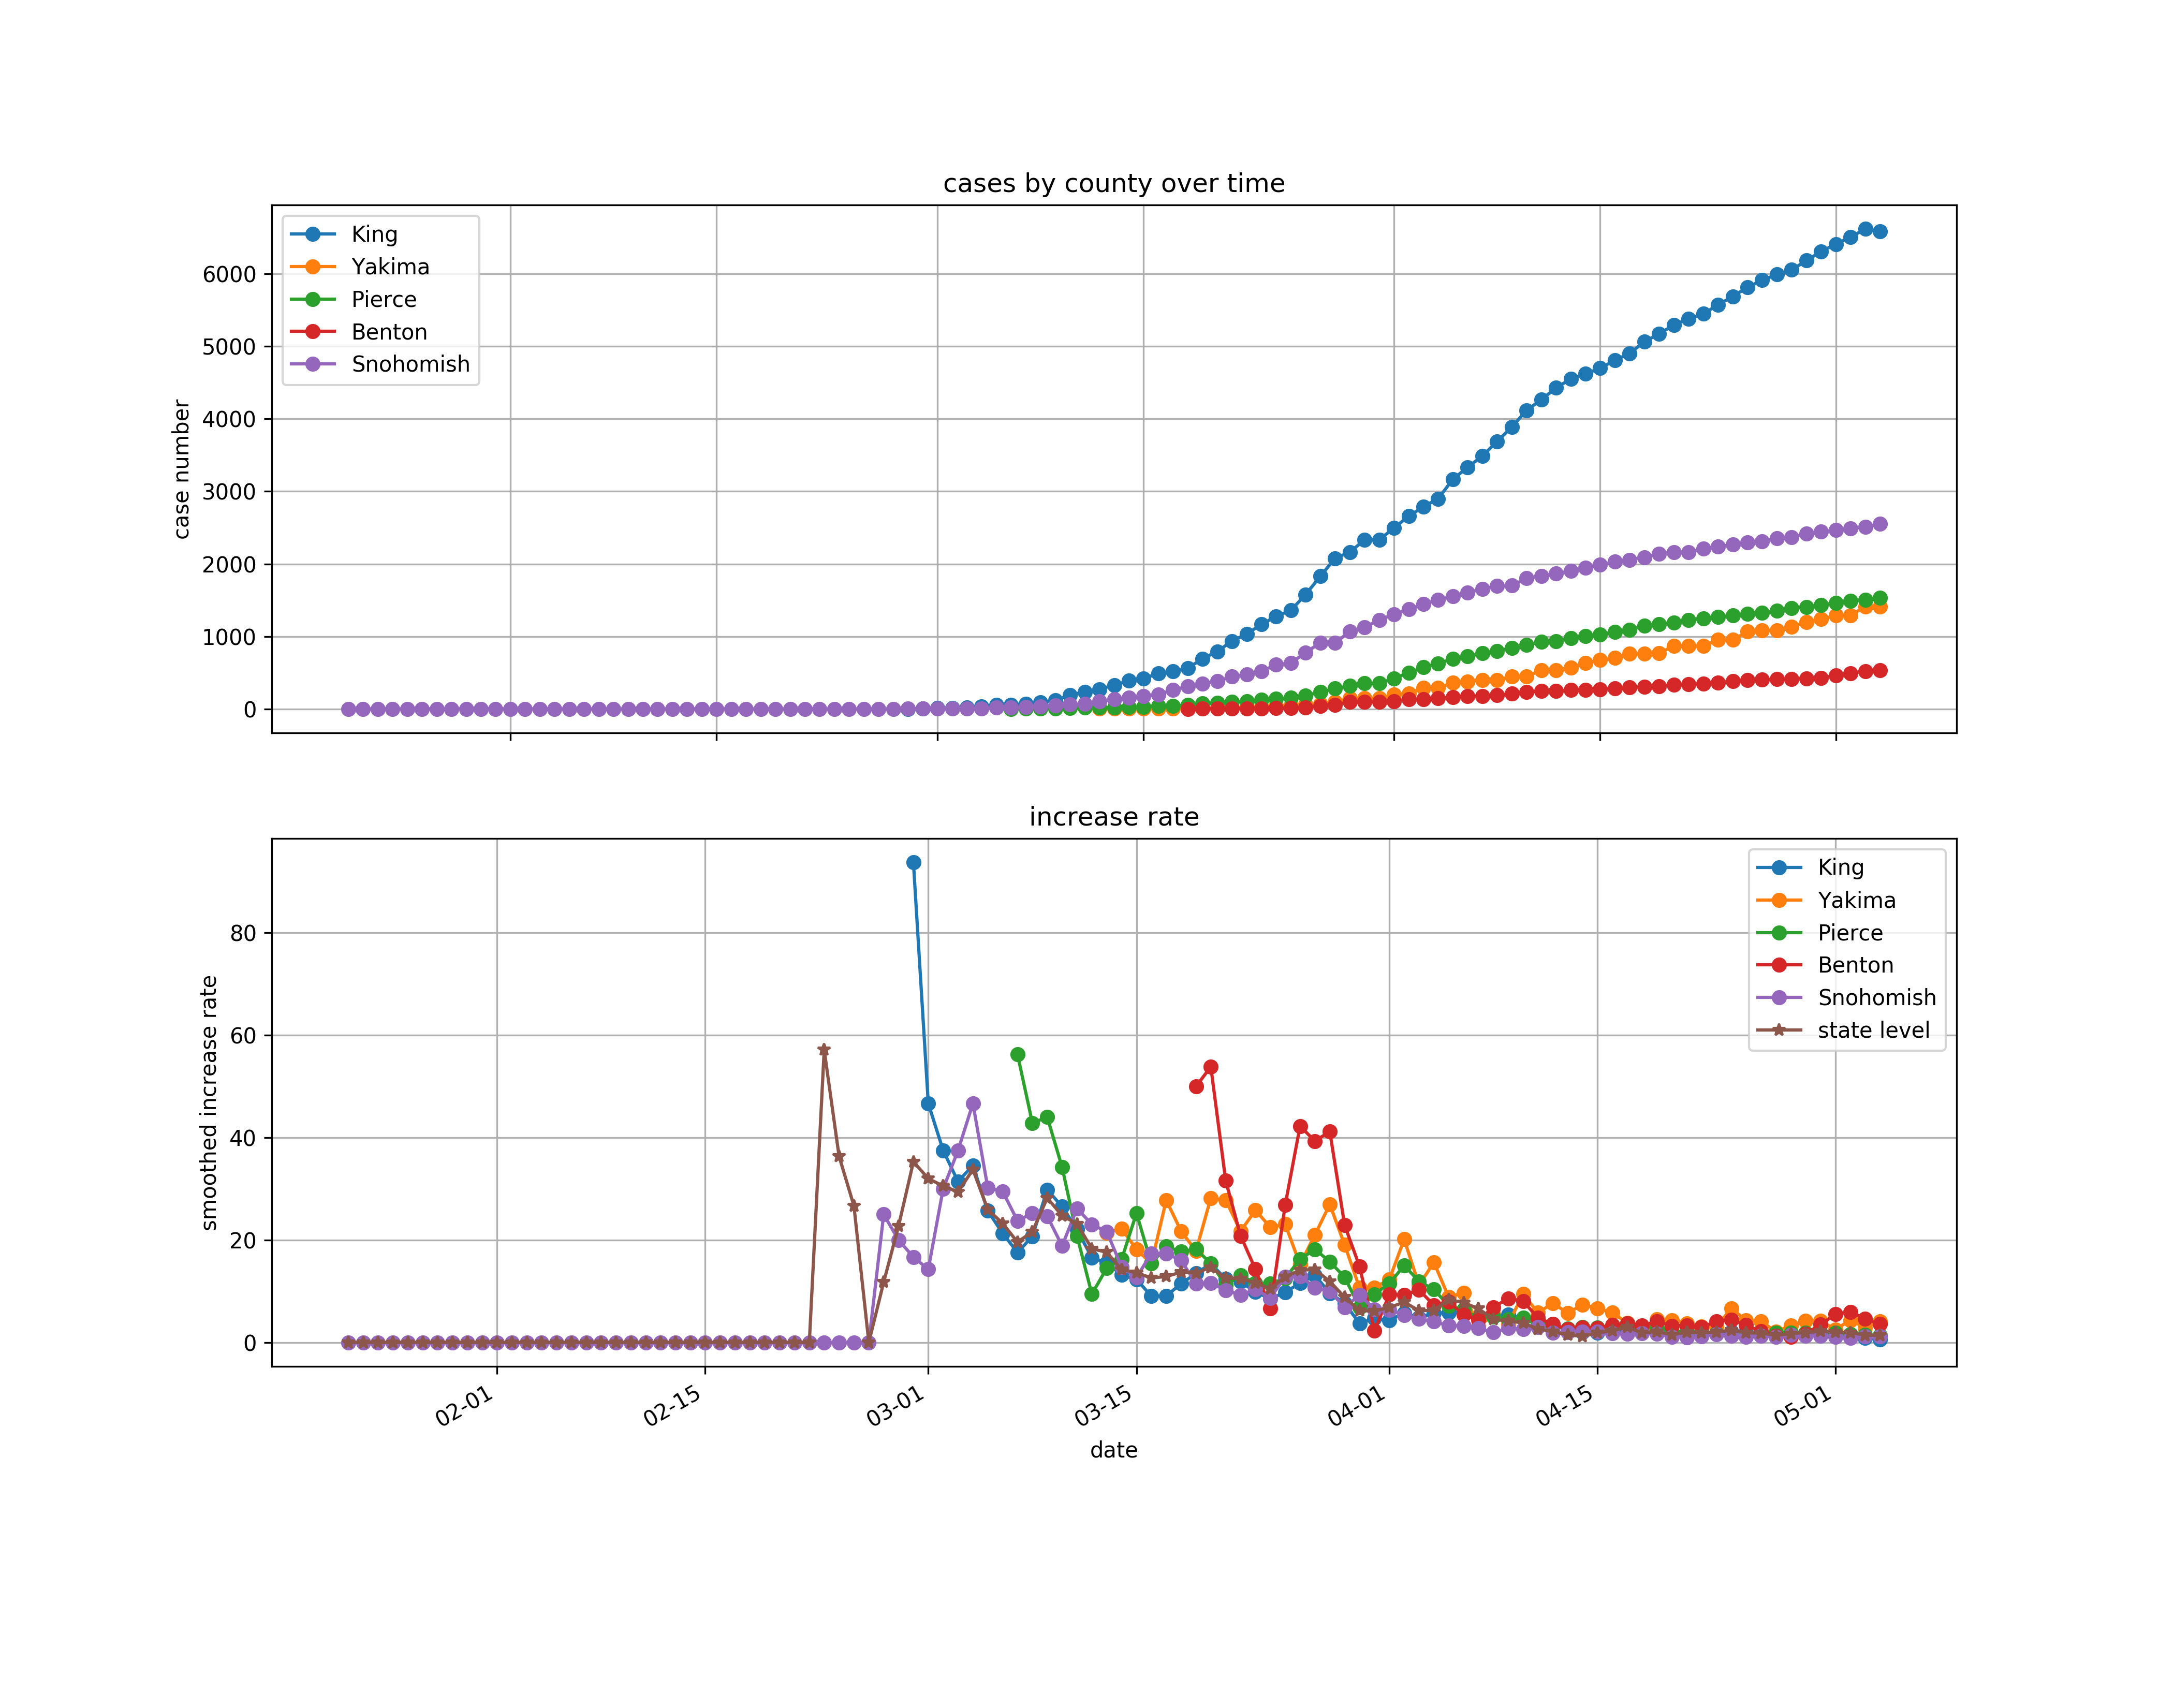 cases by county over time
King
Yakima
Pierce
Benton
Snohomish
6000
5000
4000
3000
2000
1000
0
case number
increase rate
King
Yakima
Pierce
Benton
Snohomish
state level
80
60
40
20
0
smoothed increase rate
02-01
02-15
03-01
03-15
04-01
04-15
05-01
date